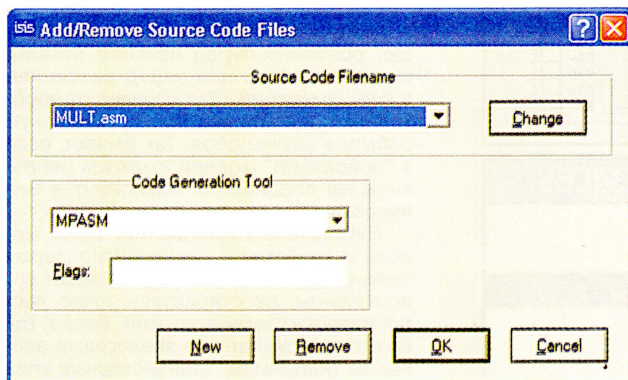 isis Add/Remove Source Code Files
Source Code Filename
MULT.asm
Change
Code Generation Tool
MPASM
Flags:
New
Remove
OK
Cancel